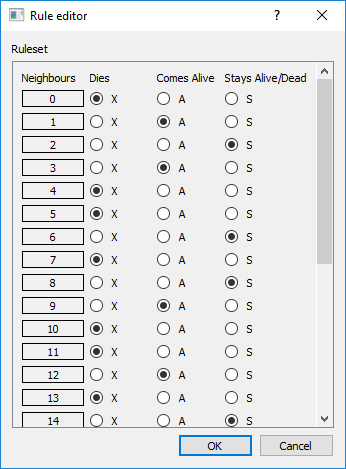 Rule editor
Ruleset
Neighbours Dies Comes Alive Stays Alive/Dead
0 X A S
1 X A S
2 X A S
3 X A S
4 X A S
5 X A S
6 X A S
7 X A S
8 X A S
9 X A S
10 X A S
11 X A S
12 X A S
13 X A S
14 X A S
OK Cancel